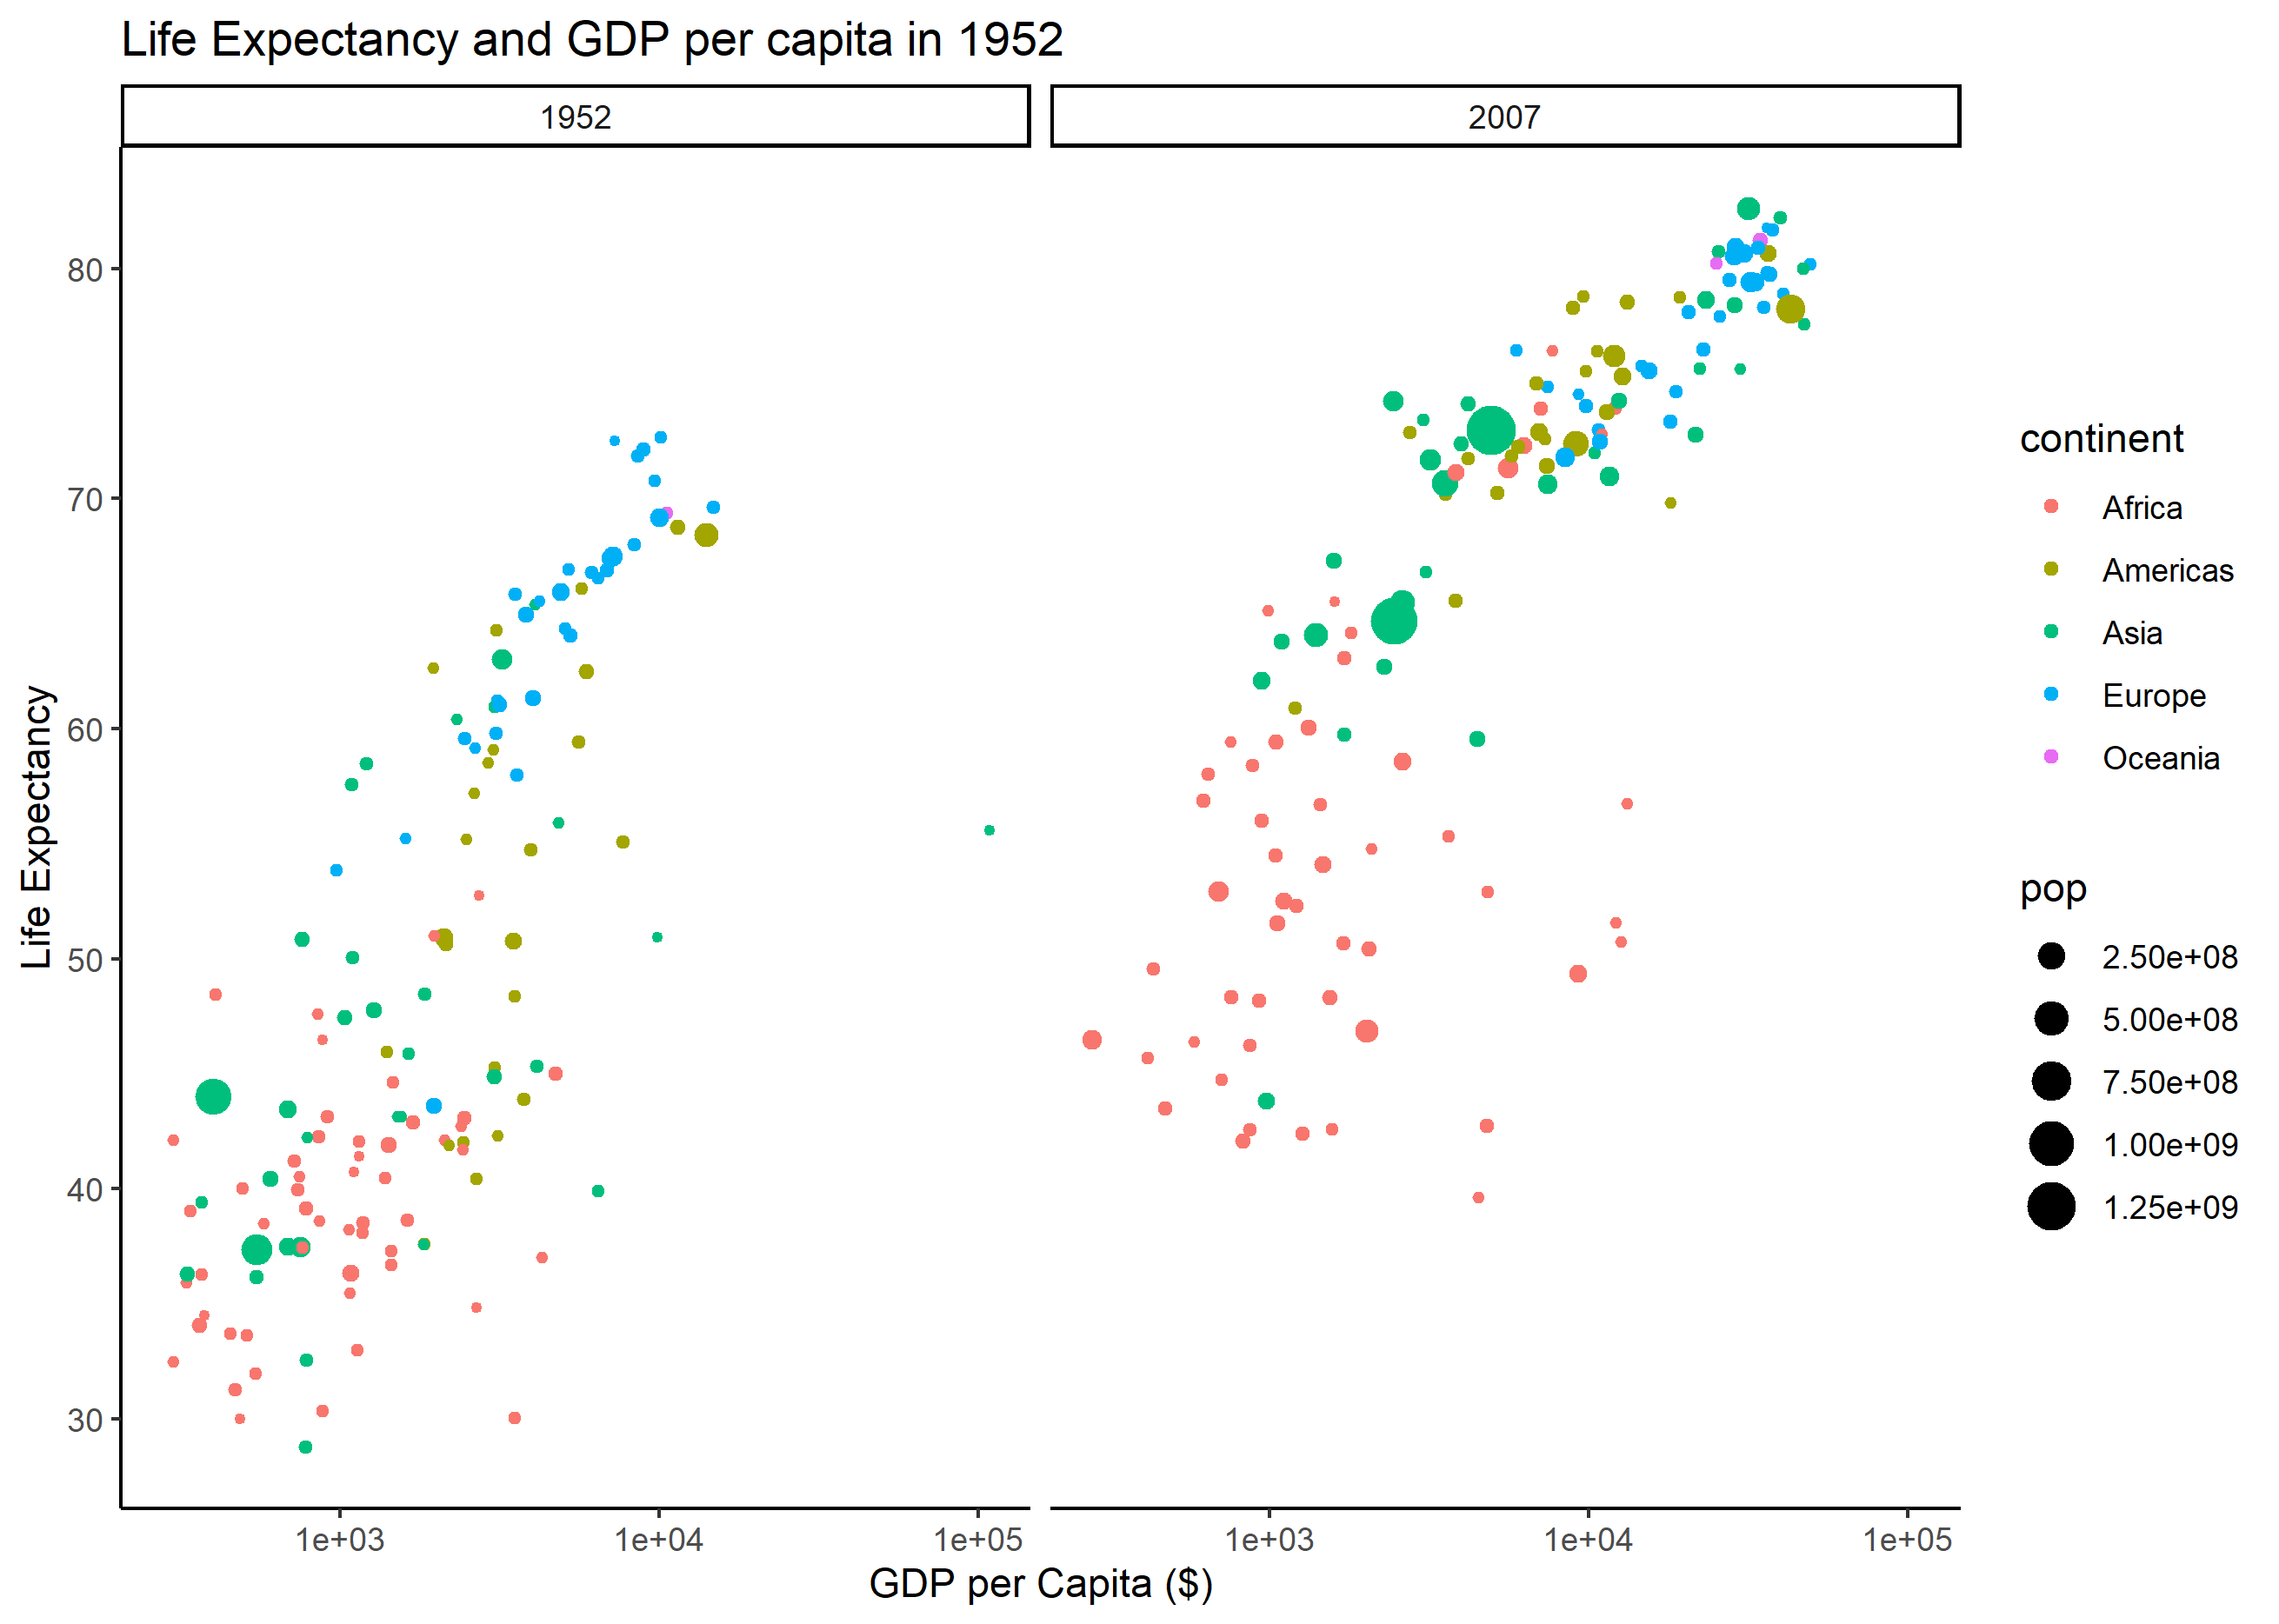 Life Expectancy and GDP per capita in 1952
1952
2007
Life Expectancy
80
70
60
50
40
30
1e+03
1e+04
1e+05
1e+03
1e+04
1e+05
GDP per Capita ($)
continent
Africa
Americas
Asia
Europe
Oceania
pop
2.50e+08
5.00e+08
7.50e+08
1.00e+09
1.25e+09